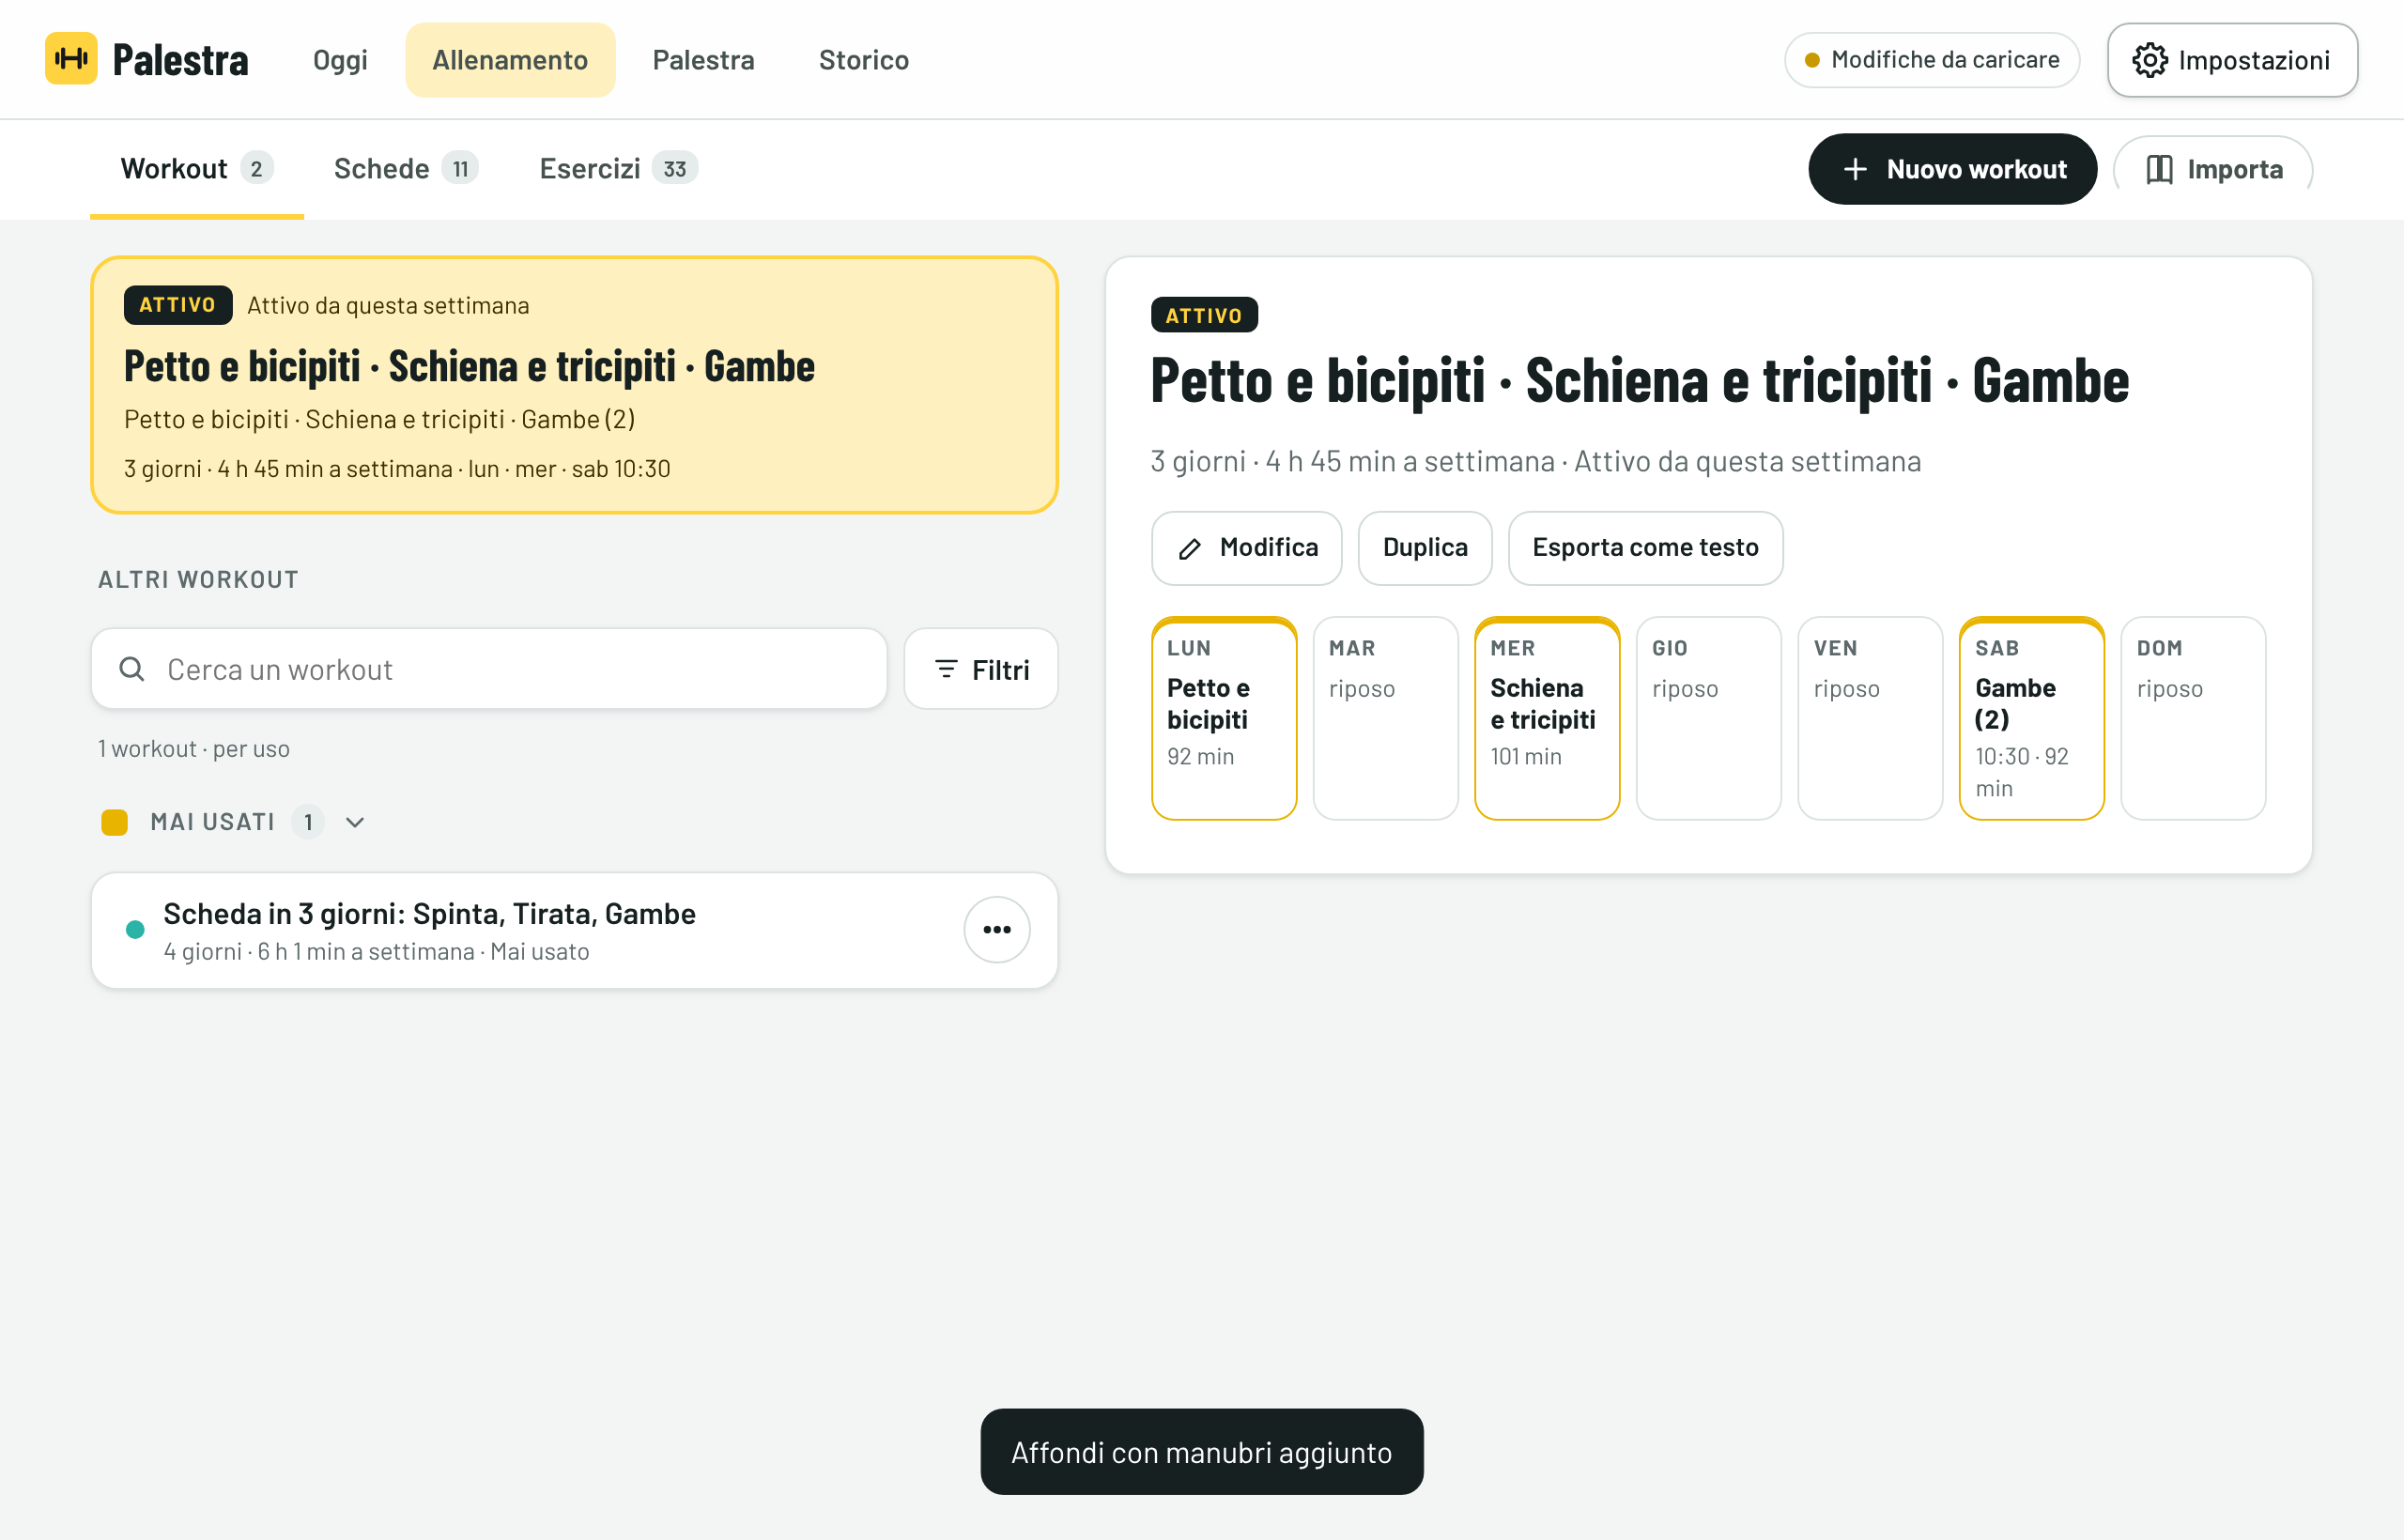 Palestra
Oggi
Allenamento
Palestra
Storico
Modifiche da caricare
Impostazioni
Workout 2
Schede 11
Esercizi 33
+ Nuovo workout
Importa
ATTIVO Attivo da questa settimana
Petto e bicipiti · Schiena e tricipiti · Gambe
Petto e bicipiti · Schiena e tricipiti · Gambe (2)
3 giorni · 4 h 45 min a settimana · lun · mer · sab 10:30
ALTRI WORKOUT
Cerca un workout
Filtri
1 workout · per uso
MAI USATI 1
Scheda in 3 giorni: Spinta, Tirata, Gambe
4 giorni · 6 h 1 min a settimana · Mai usato
ATTIVO
Petto e bicipiti · Schiena e tricipiti · Gambe
3 giorni · 4 h 45 min a settimana · Attivo da questa settimana
Modifica
Duplica
Esporta come testo
LUN
Petto e
bicipiti
92 min
MAR
riposo
MER
Schiena
e tricipiti
101 min
GIO
riposo
VEN
riposo
SAB
Gambe
(2)
10:30 · 92
min
DOM
riposo
Affondi con manubri aggiunto